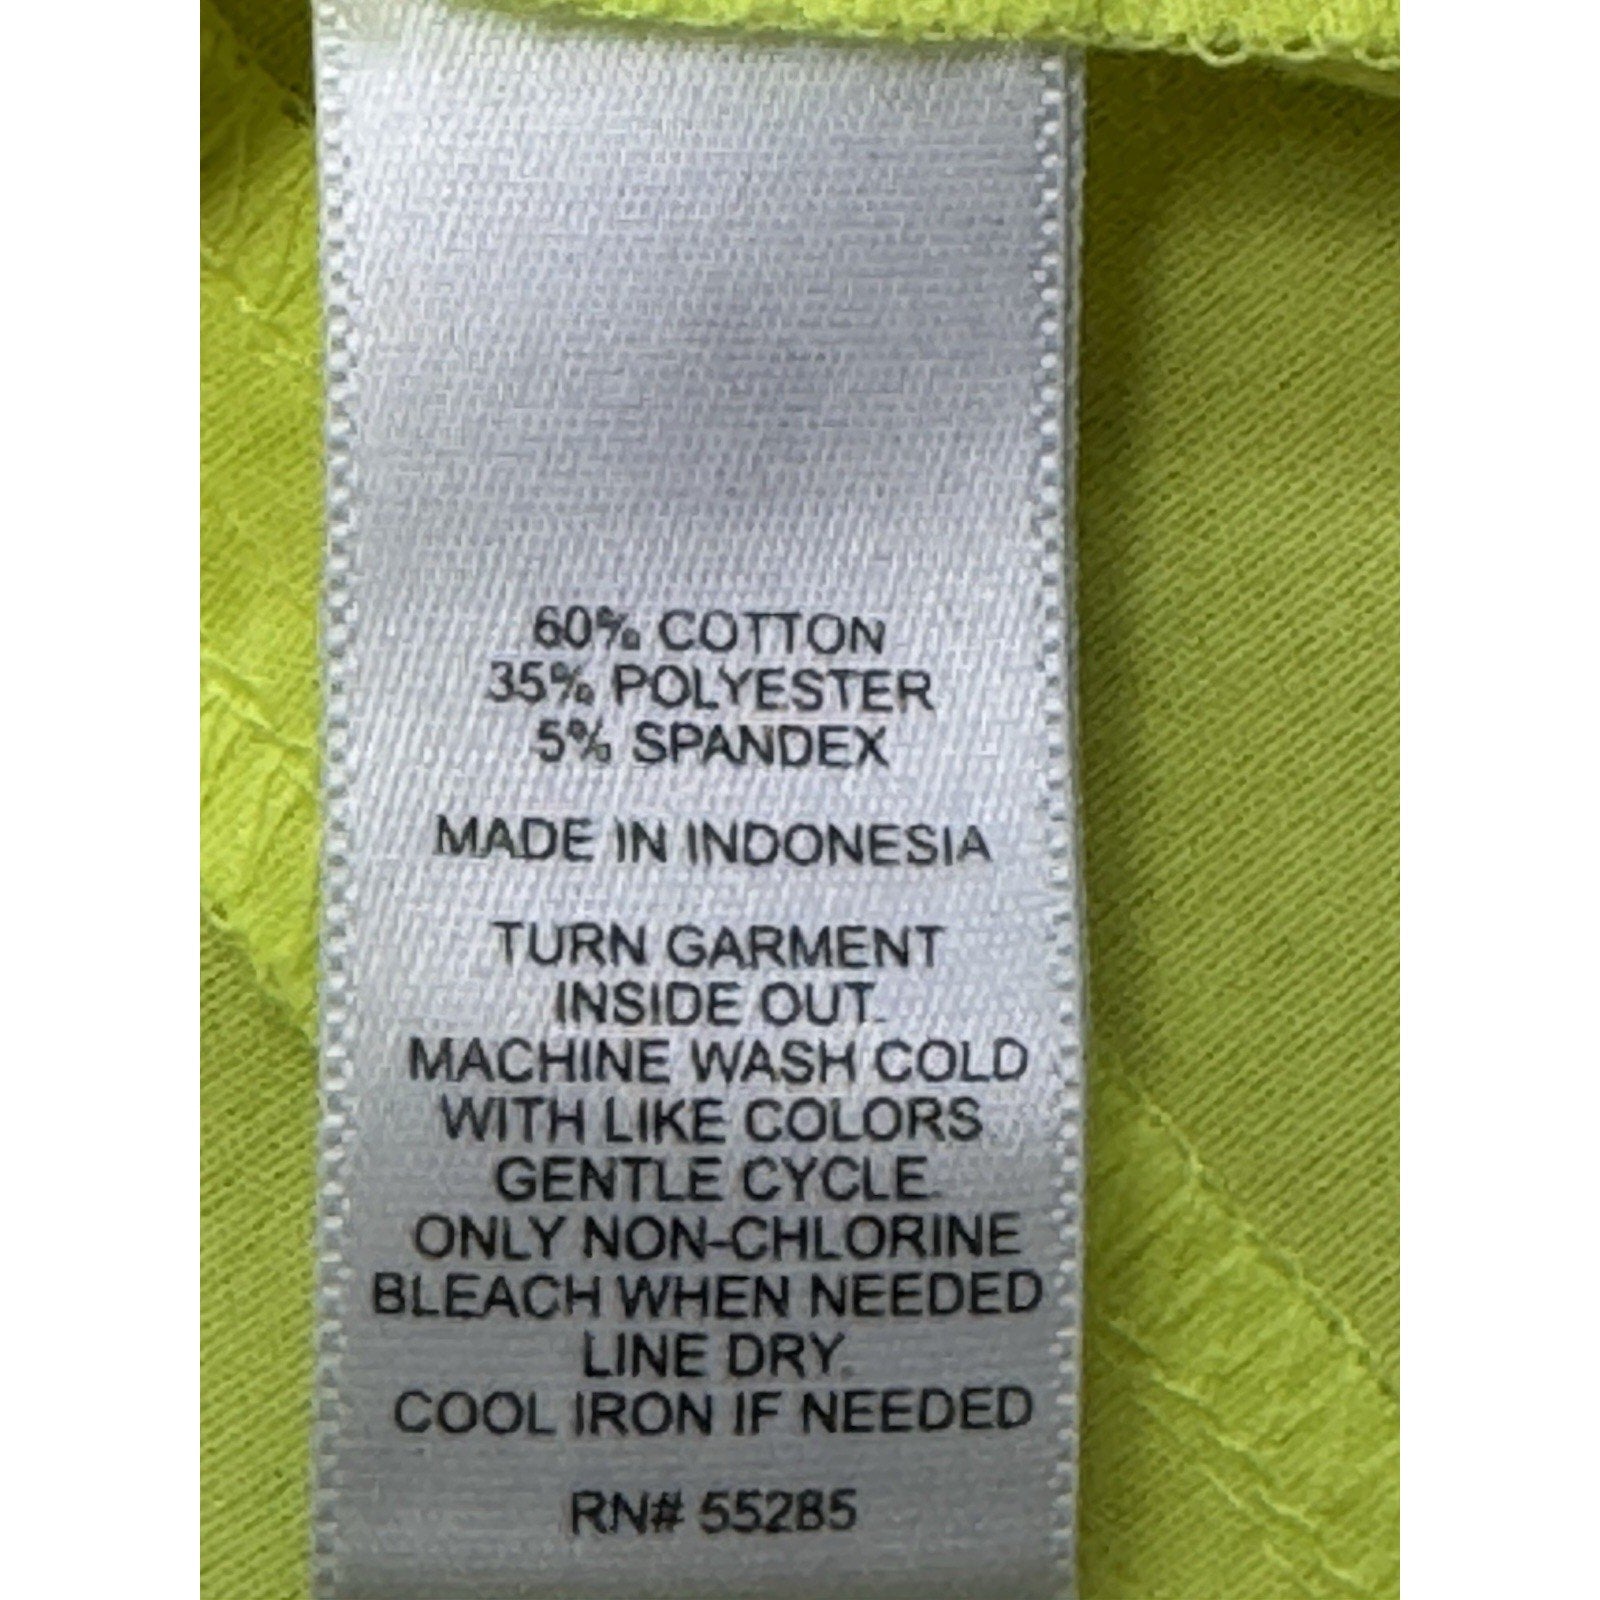 60% COTTON
35% POLYESTER
5% SPANDEX
MADE IN INDONESIA
TURN GARMENT
INSIDE OUT.
MACHINE WASH COLD
WITH LIKE COLORS
GENTLE CYCLE.
ONLY NON-CHLORINE
BLEACH WHEN NEEDED
LINE DRY.
COOL IRON IF NEEDED
RN# 55285